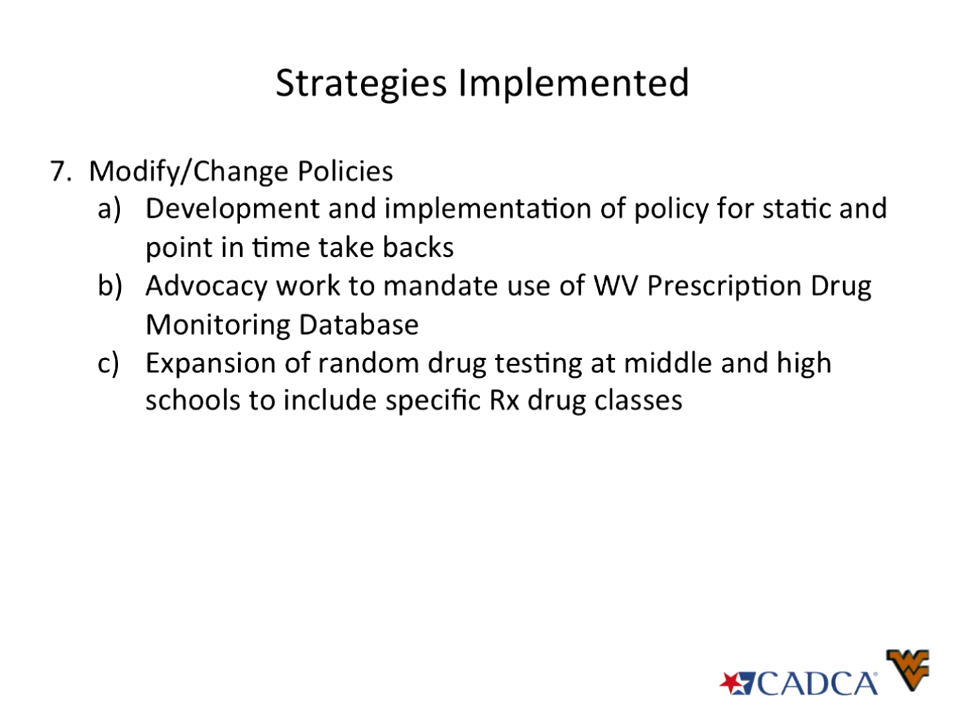 Strategies Implemented
7. Modify/Change Policies
a) Development and implementation of policy for static and
point in time take backs
b) Advocacy work to mandate use of WV Prescription Drug
Monitoring Database
c) Expansion of random drug testing at middle and high
schools to include specific Rx drug classes
CADCA®
WV